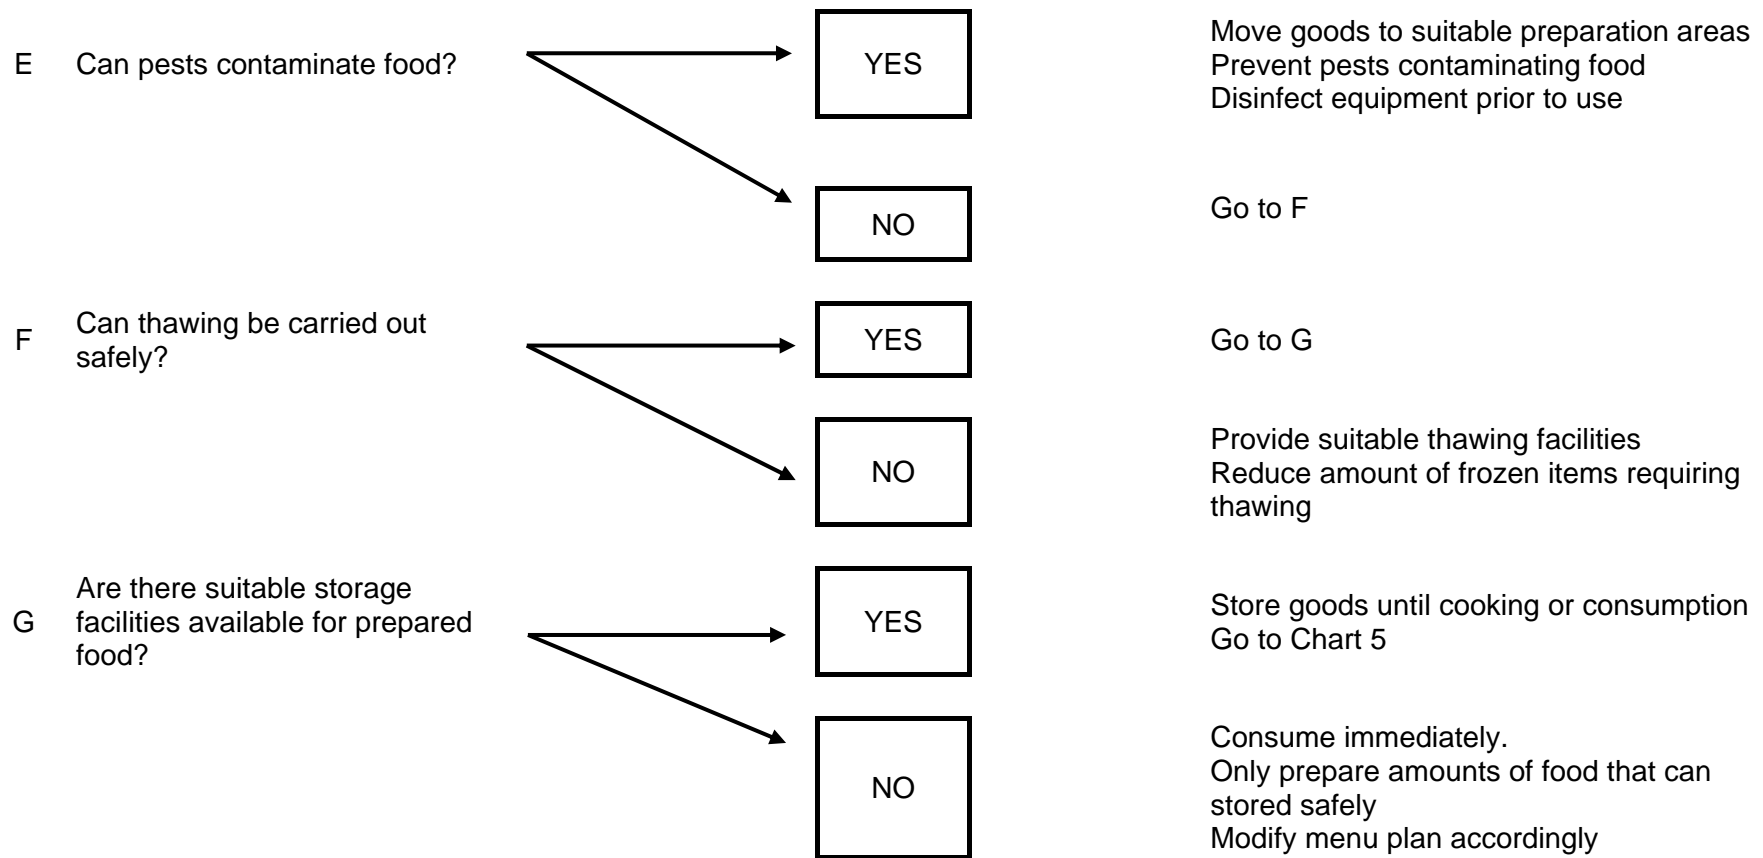 E Can pests contaminate food?
YES
Move goods to suitable preparation areas
Prevent pests contaminating food
Disinfect equipment prior to use
NO
Go to F
F Can thawing be carried out
safely?
YES
Go to G
NO
Provide suitable thawing facilities
Reduce amount of frozen items requiring
thawing
G Are there suitable storage
facilities available for prepared
food?
YES
Store goods until cooking or consumption
Go to Chart 5
NO
Consume immediately.
Only prepare amounts of food that can
stored safely
Modify menu plan accordingly